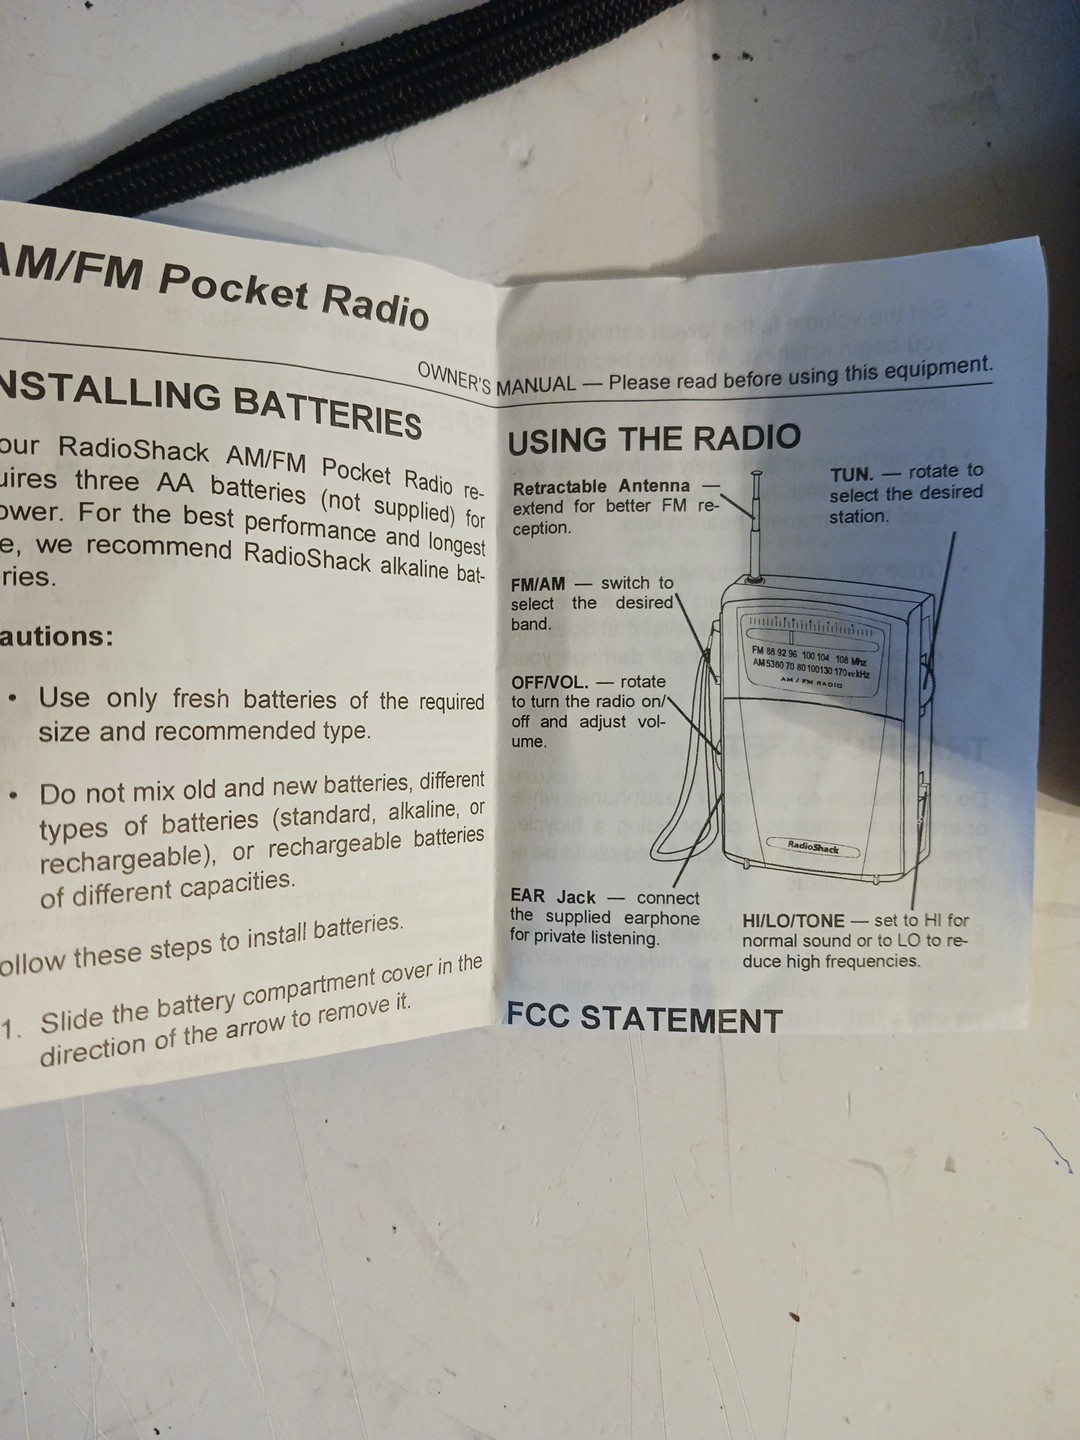 AM/FM Pocket Radio
OWNER'S MANUAL — Please read before using this equipment.
NSTALLING BATTERIES
our RadioShack AM/FM Pocket Radio re-
uires three AA batteries (not supplied) for
ower. For the best performance and longest
e, we recommend RadioShack alkaline bat-
ries.
autions:
• Use only fresh batteries of the required
size and recommended type.
• Do not mix old and new batteries, different
types of batteries (standard, alkaline, or
rechargeable), or rechargeable batteries
of different capacities.
ollow these steps to install batteries.
1. Slide the battery compartment cover in the
direction of the arrow to remove it.
USING THE RADIO
Retractable Antenna —
extend for better FM re-
ception.
TUN. — rotate to
select the desired
station.
FM/AM — switch to
select the desired
band.
OFF/VOL. — rotate
to turn the radio on/
off and adjust vol-
ume.
FM 88 92 96 100 104 108 Mhz
AM 53 60 70 80 100 130 170 kHz
AM / FM RADIO
RadioShack
EAR Jack — connect
the supplied earphone
for private listening.
HI/LO/TONE — set to HI for
normal sound or to LO to re-
duce high frequencies.
FCC STATEMENT